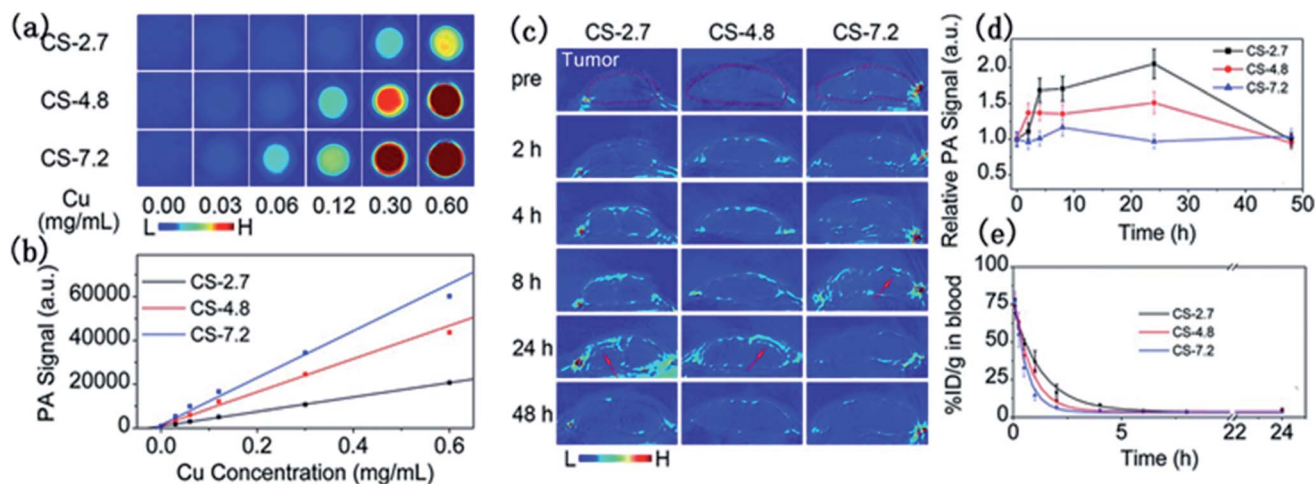 (a)
CS-2.7
CS-4.8
CS-7.2
Cu 0.00 0.03 0.06 0.12 0.30 0.60
(mg/mL) L H
(b)
PA Signal (a.u.)
60000
40000
20000
0
CS-2.7
CS-4.8
CS-7.2
0.0 0.2 0.4 0.6
Cu Concentration (mg/mL)
(c)
CS-2.7 CS-4.8 CS-7.2
Tumor
pre
2 h
4 h
8 h
24 h
48 h
L H
(d)
Relative PA Signal (a.u.)
2.0
1.5
1.0
0.5
CS-2.7
CS-4.8
CS-7.2
0 10 20 30 40 50
Time (h)
(e)
%ID/g in blood
100
75
50
25
0
CS-2.7
CS-4.8
CS-7.2
0 5 22 24
Time (h)